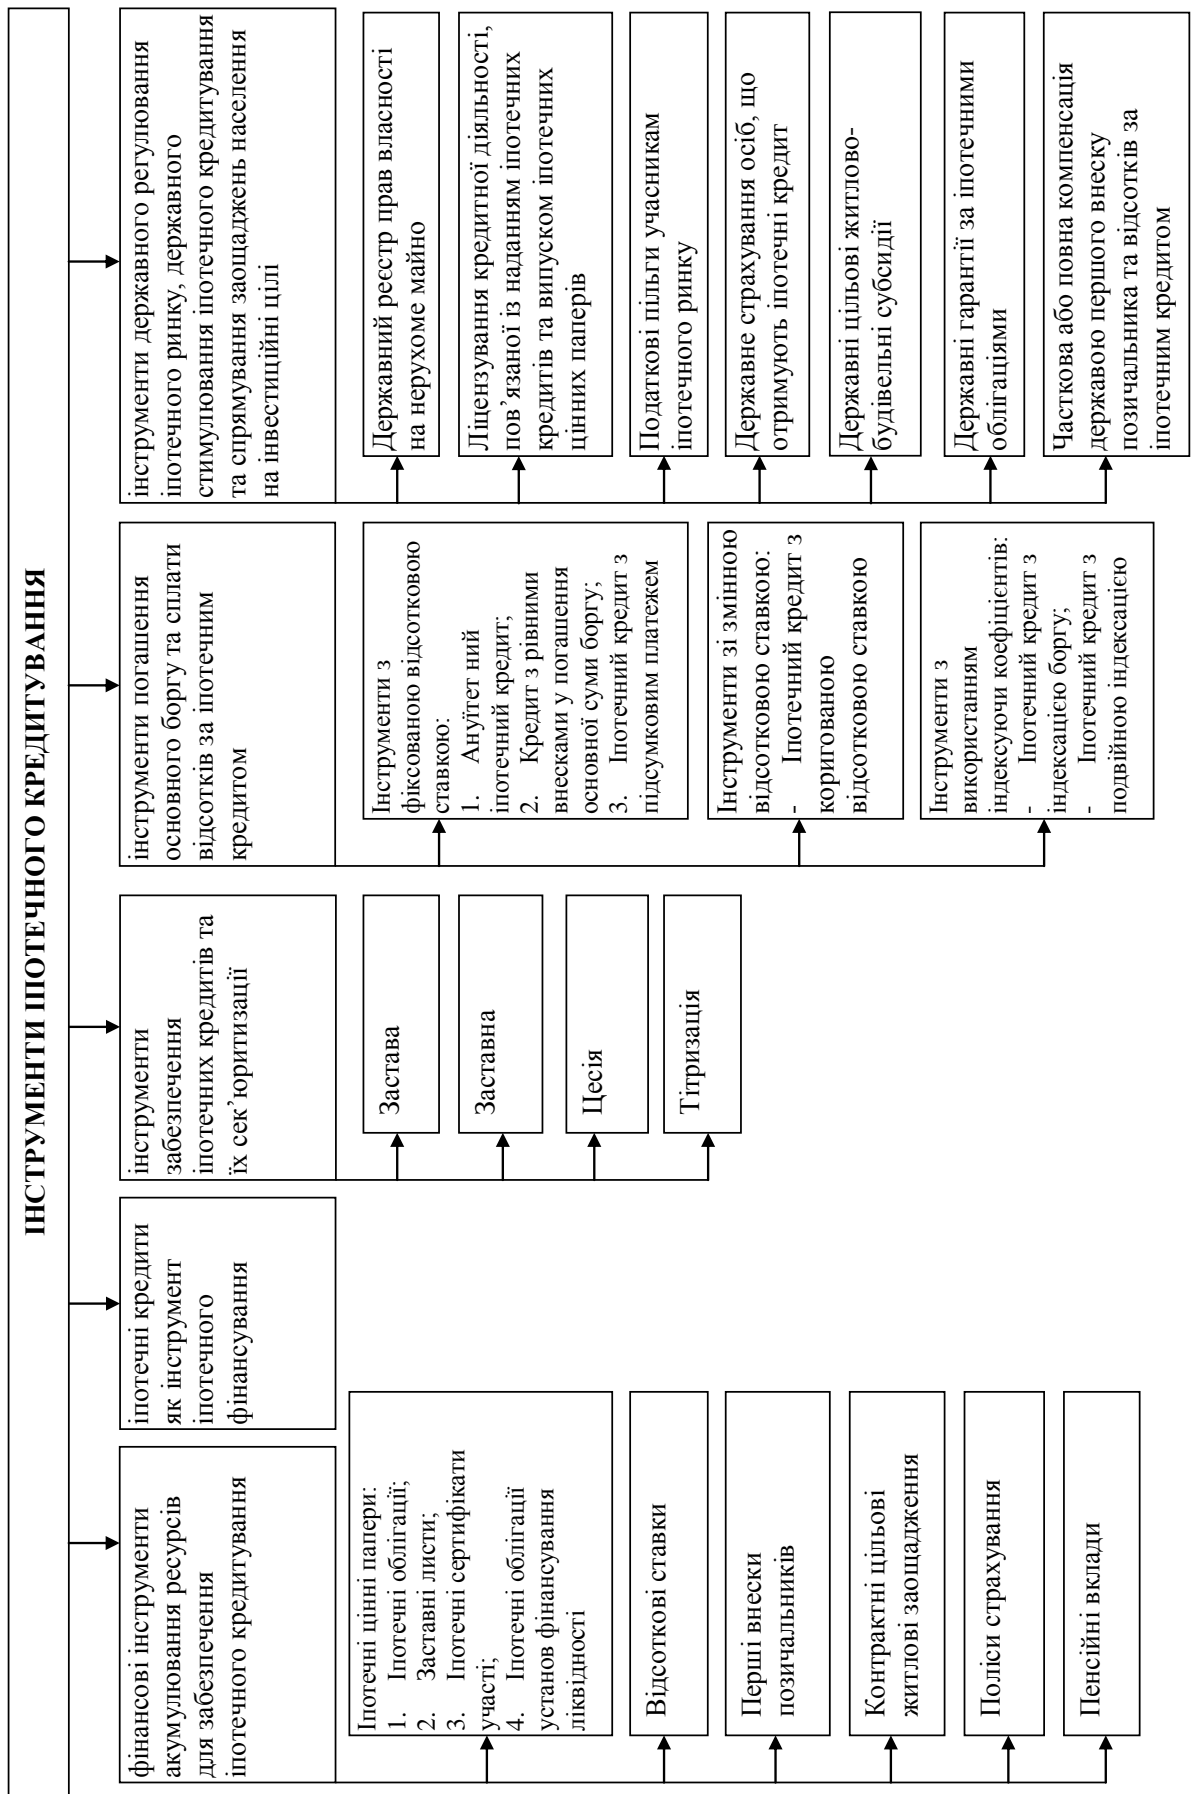 ІНСТРУМЕНТИ ІПОТЕЧНОГО КРЕДИТУВАННЯ
фінансові інструменти
акумулювання ресурсів
для забезпечення
іпотечного кредитування
Іпотечні цінні папери:
1. Іпотечні облігації;
2. Заставні листи;
3. Іпотечні сертифікати
участі;
4. Іпотечні облігації
установ фінансування
ліквідності
Відсоткові ставки
Перші внески
позичальників
Контрактні цільові
житлові заощадження
Поліси страхування
Пенсійні вклади
іпотечні кредити
як інструмент
іпотечного
фінансування
інструменти
забезпечення
іпотечних кредитів та
їх сек’юритизації
Застава
Заставна
Цесія
Тітризація
інструменти погашення
основного боргу та сплати
відсотків за іпотечним
кредитом
Інструменти з
фіксованою відсотковою
ставкою:
1. Ануїтет ний
іпотечний кредит;
2. Кредит з рівними
внесками у погашення
основної суми боргу;
3. Іпотечний кредит з
підсумковим платежем
Інструменти зі змінною
відсотковою ставкою:
- Іпотечний кредит з
коригованою
відсотковою ставкою
Інструменти з
використанням
індексуючи коефіцієнтів:
- Іпотечний кредит з
індексацією боргу;
- Іпотечний кредит з
подвійною індексацією
інструменти державного регулювання
іпотечного ринку, державного
стимулювання іпотечного кредитування
та спрямування заощаджень населення
на інвестиційні цілі
Державний реєстр прав власності
на нерухоме майно
Ліцензування кредитної діяльності,
пов’язаної із наданням іпотечних
кредитів та випуском іпотечних
цінних паперів
Податкові пільги учасникам
іпотечного ринку
Державне страхування осіб, що
отримують іпотечні кредит
Державні цільові житлово-
будівельні субсидії
Державні гарантії за іпотечними
облігаціями
Часткова або повна компенсація
державою першого внеску
позичальника та відсотків за
іпотечним кредитом